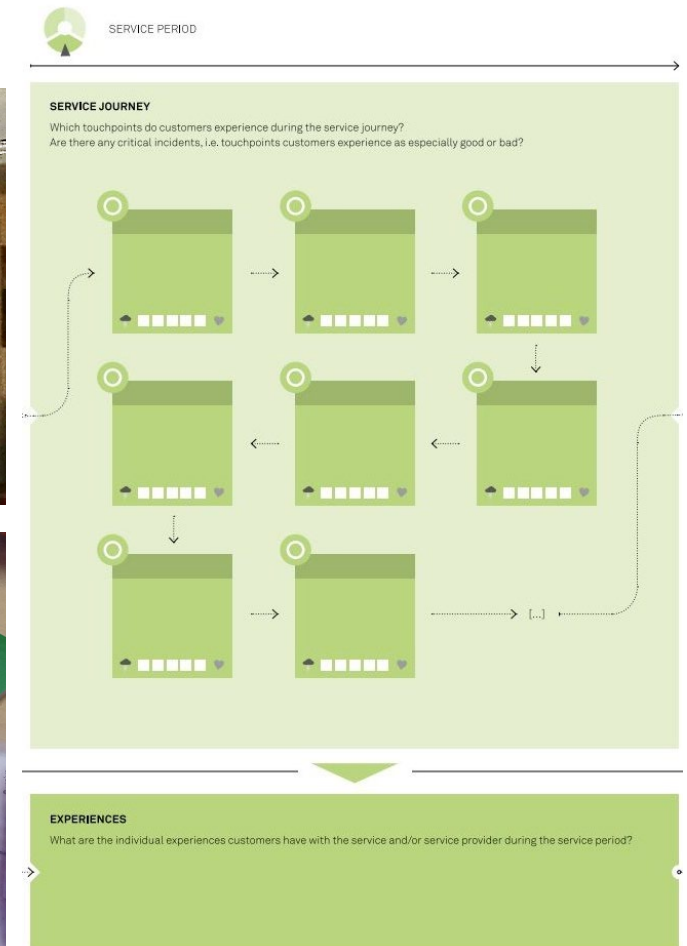 SERVICE PERIOD
SERVICE JOURNEY
Which touchpoints do customers experience during the service journey?
Are there any critical incidents, i.e. touchpoints customers experience as especially good or bad?
[...]
EXPERIENCES
What are the individual experiences customers have with the service and/or service provider during the service period?